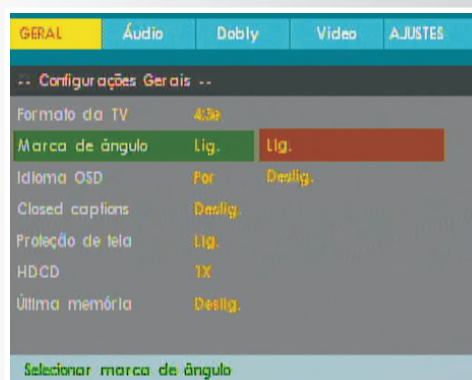 GERAL Áudio Dobly Video AJUSTES
-- Configurações Gerais --
Formato da TV 4:3e
Marca de ângulo Lig. Lig.
Idioma OSD Por Deslig.
Closed captions Deslig.
Proteção de tela Lig.
HDCD 1X
Última memória Deslig.
Selecionar marca de ângulo